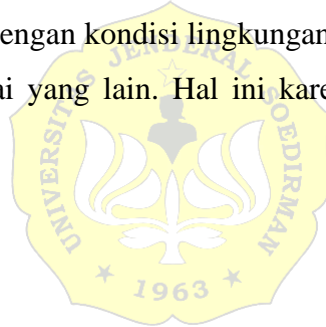 engan kondisi lingkungan
ai yang lain. Hal ini kare
UNIVERSITAS JENDERAL SOEDIRMAN
1963